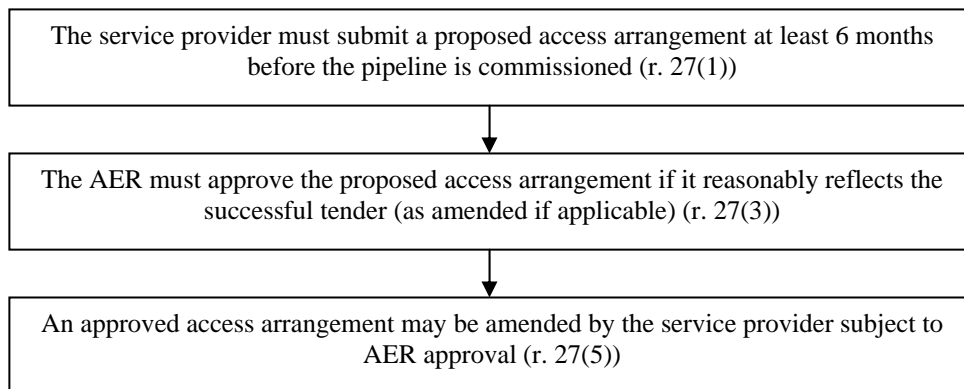 The service provider must submit a proposed access arrangement at least 6 months
before the pipeline is commissioned (r. 27(1))
The AER must approve the proposed access arrangement if it reasonably reflects the
successful tender (as amended if applicable) (r. 27(3))
An approved access arrangement may be amended by the service provider subject to
AER approval (r. 27(5))